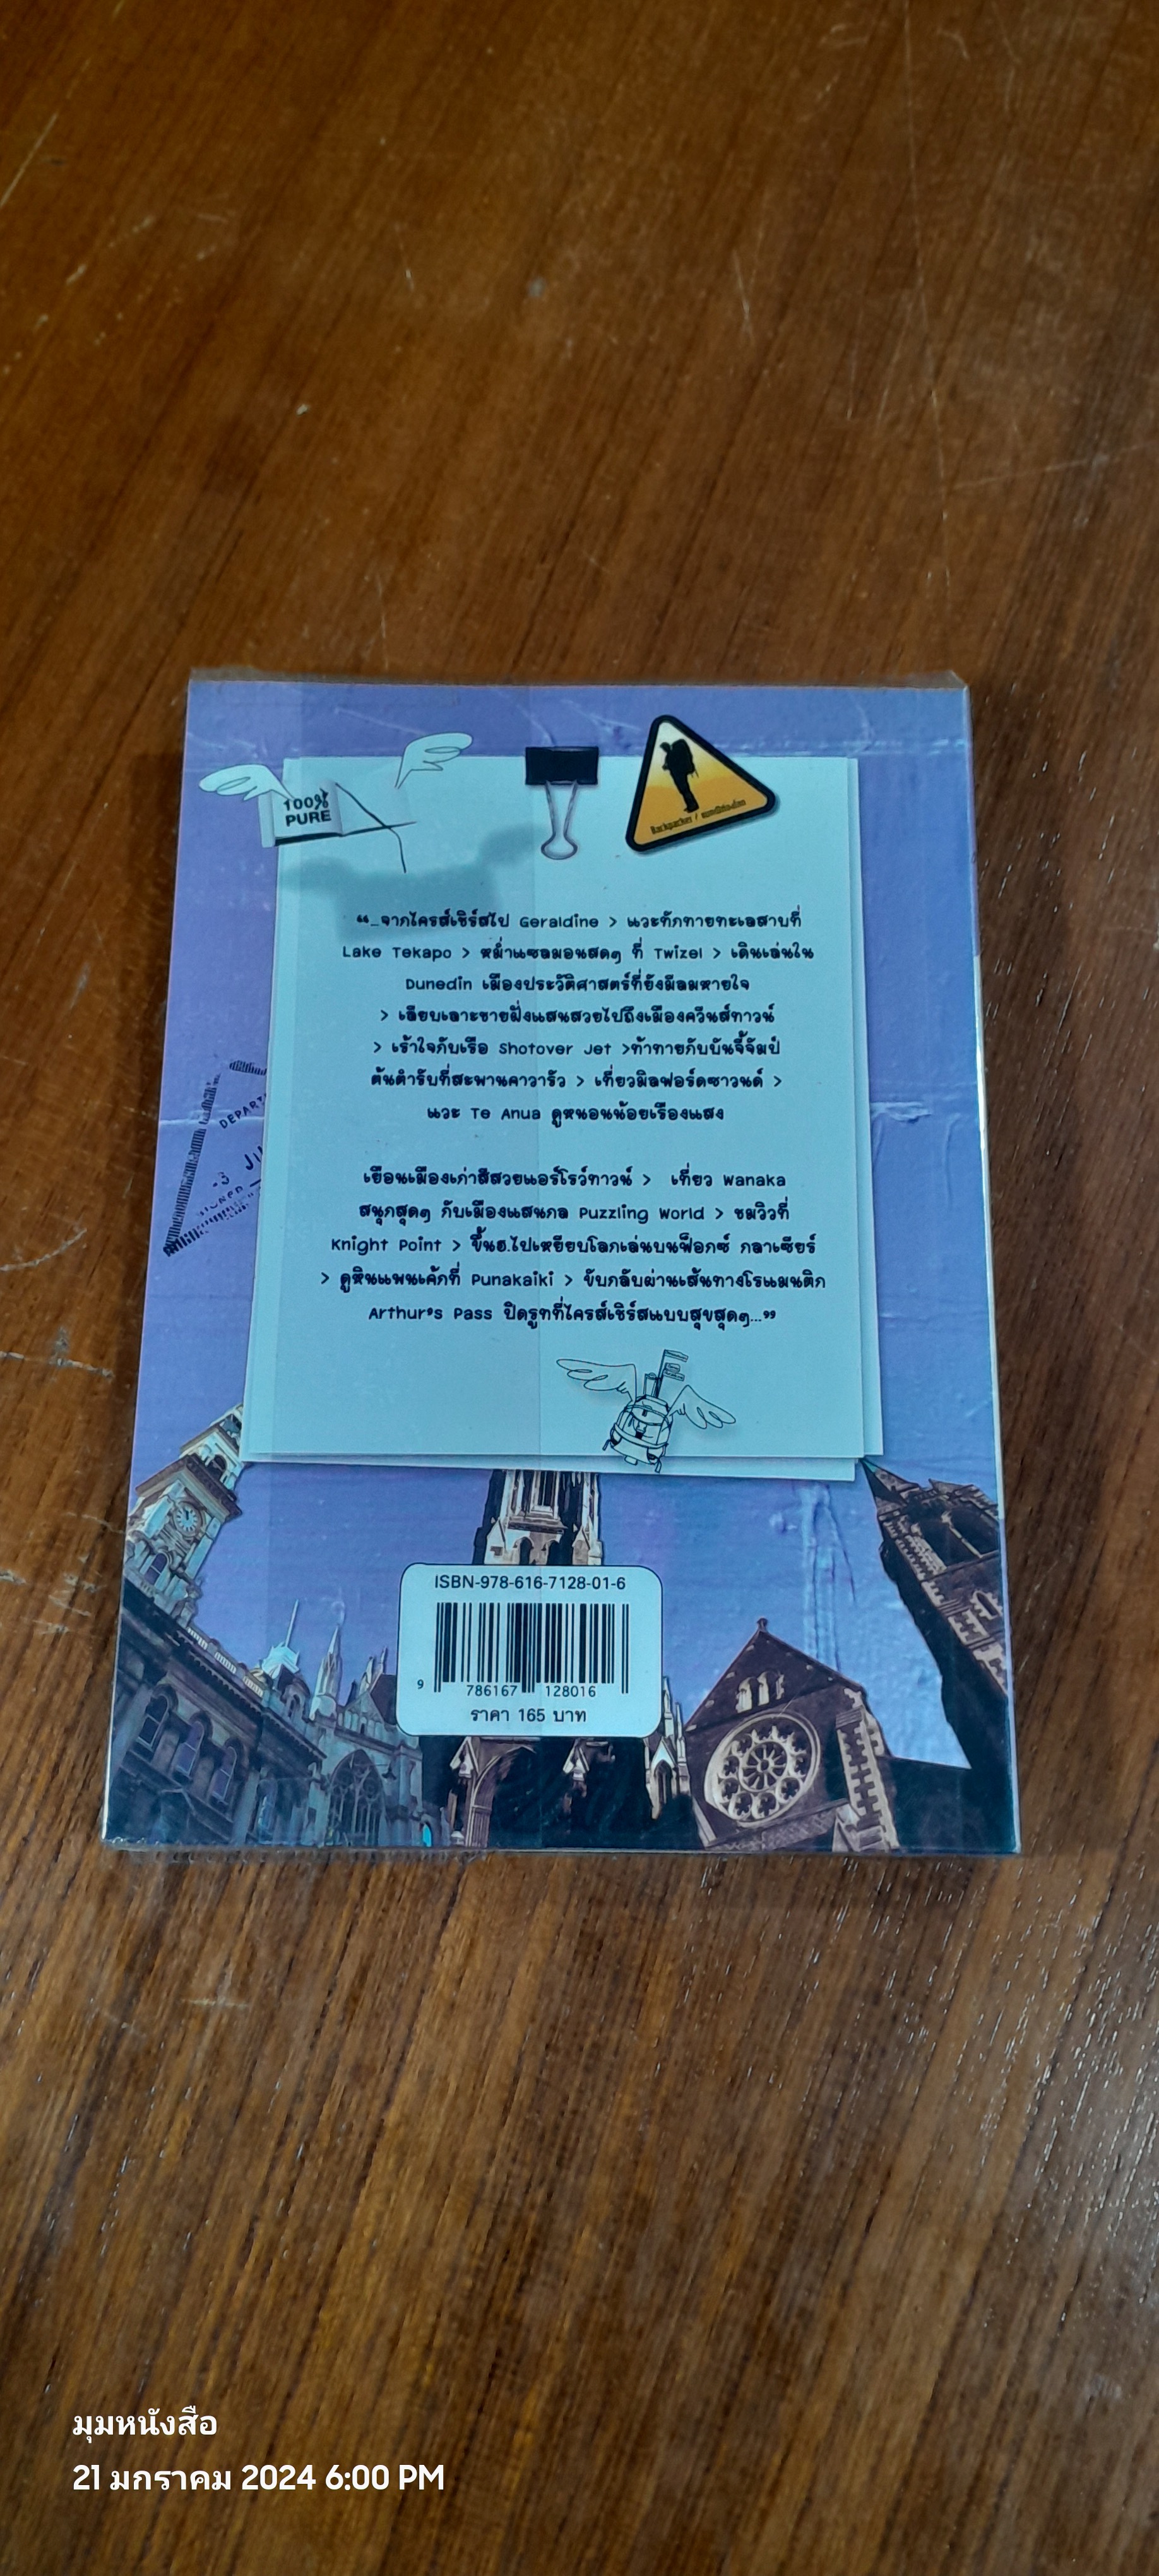 100%
PURE
Backpacker /
“...จากไครส์เชิร์สไป Geraldine > แวะทักทายทะเลสาบที่
Lake Tekapo > หม่ำแซลมอนสดๆ ที่ Twizel > เดินเล่นใน
Dunedin เมืองประวัติศาสตร์ที่ยังมีลมหายใจ
> เลียบเลาะชายฝั่งแสนสวยไปถึงเมืองควีนส์ทาวน์
> เร้าใจกับเรือ Shotover Jet >ท้าทายกับบันจี้จัมป์
ต้นตำรับที่สะพานคาวารัว > เที่ยวมิลฟอร์ดซาวนด์ >
แวะ Te Anua ดูหนอนน้อยเรืองแสง
เยือนเมืองเก่าสีสวยแอร์โรว์ทาวน์ > เที่ยว Wanaka
สนุกสุดๆ กับเมืองแสนกล Puzzling World > ชมวิวที่
Knight Point > ขึ้นฮ.ไปเหยียบโลกเล่นบนฟ็อกซ์ กลาเซียร์
> ดูหินแพนเค้กที่ Punakaiki > ขับกลับผ่านเส้นทางโรแมนติก
Arthur's Pass ปิดรูทที่ไครส์เชิร์สแบบสุขสุดๆ...”
ISBN-978-616-7128-01-6
9 786167 128016
ราคา 165 บาท
มุมหนังสือ
21 มกราคม 2024 6:00 PM